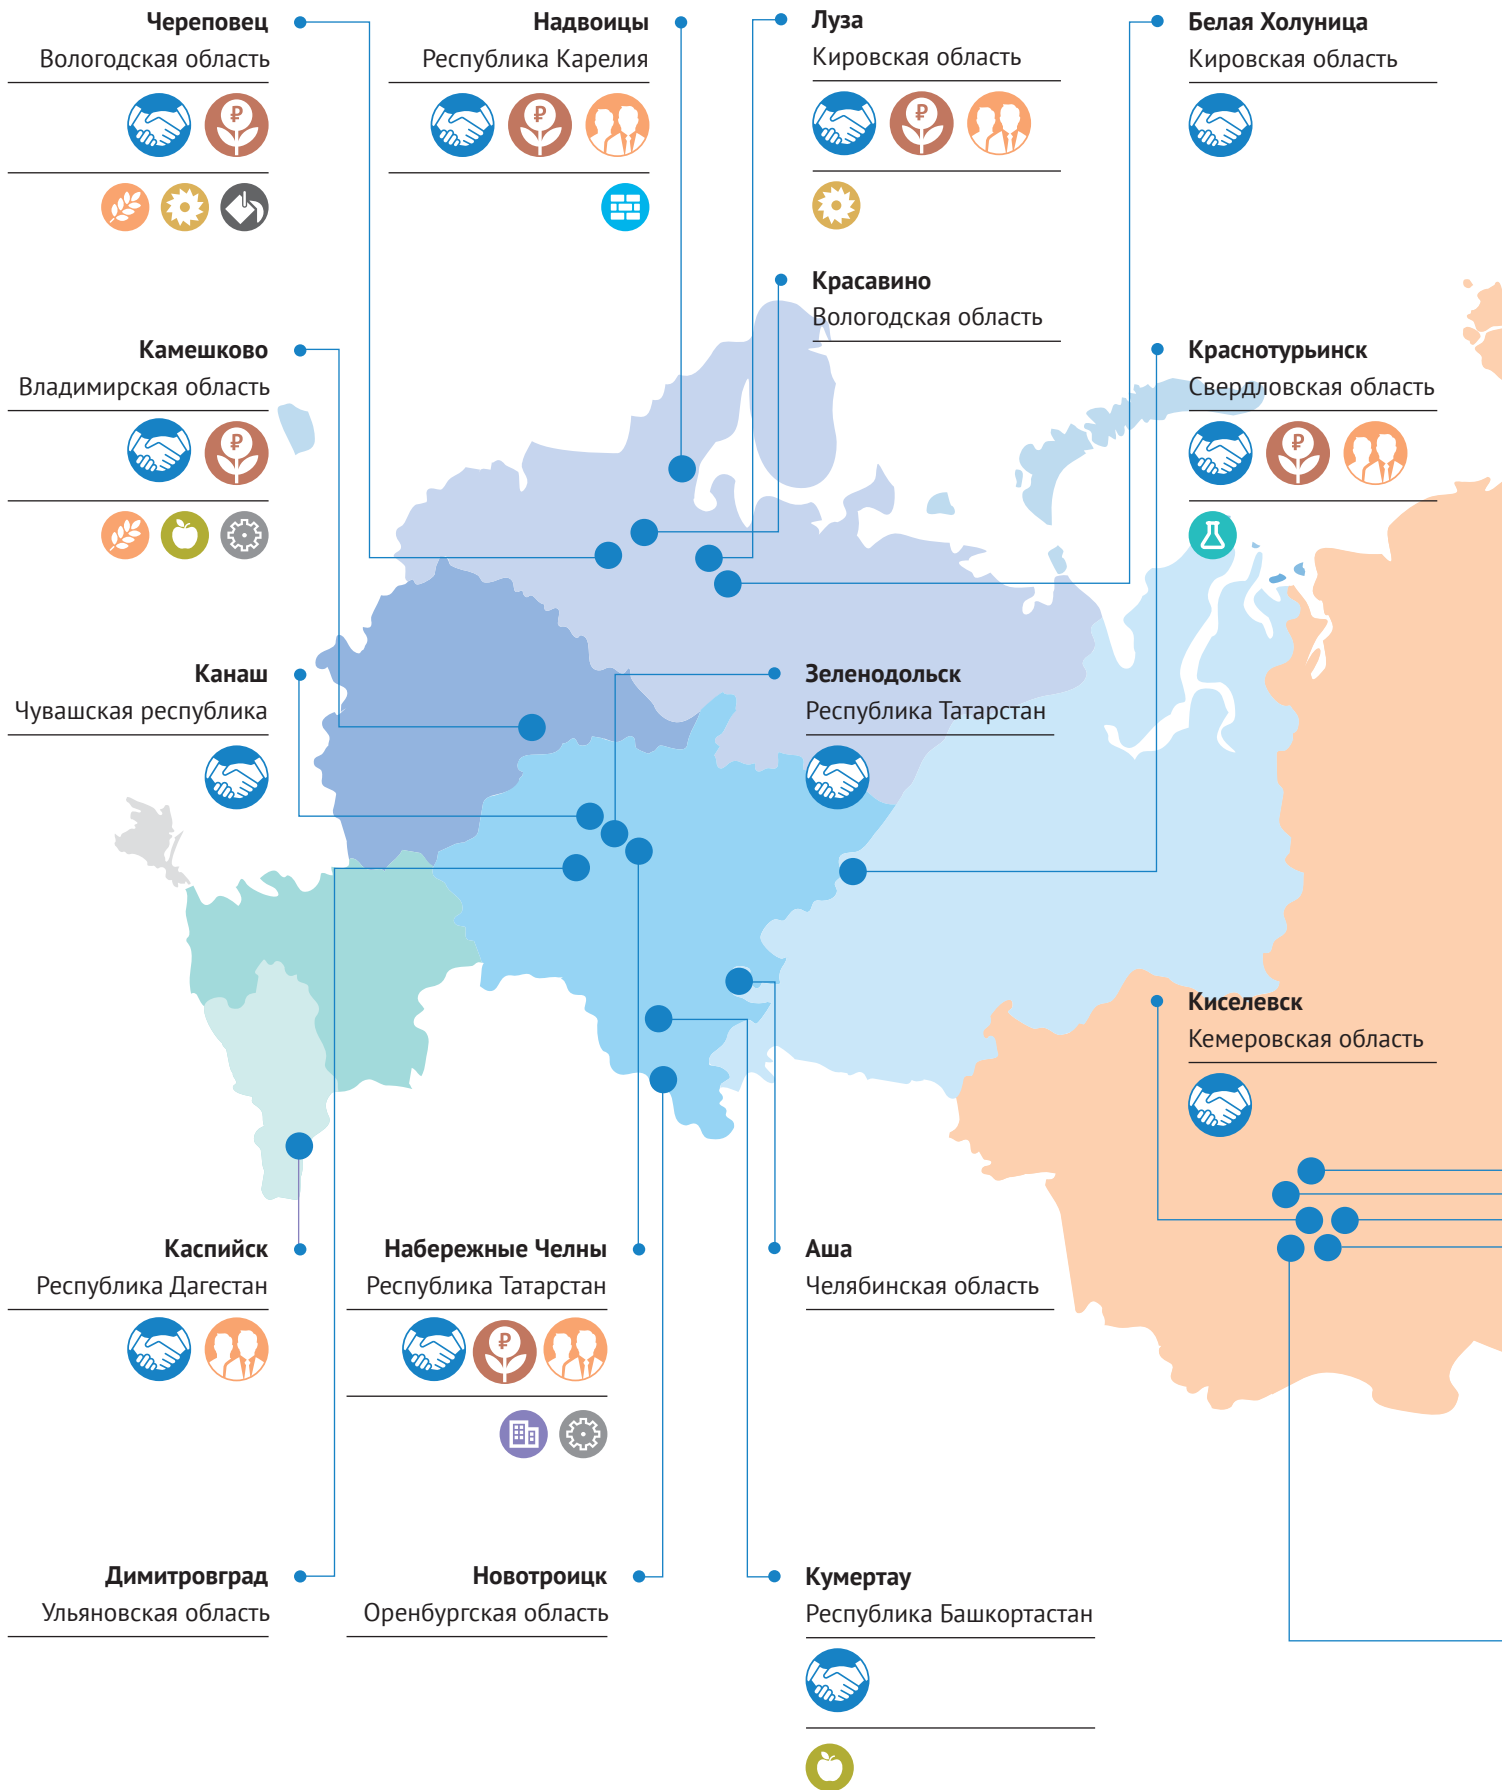 Череповец
Вологодская область
Надвоицы
Республика Карелия
Луза
Кировская область
Белая Холуница
Кировская область
Красавино
Вологодская область
Камешково
Владимирская область
Краснотурьинск
Свердловская область
Канаш
Чувашская республика
Зеленодольск
Республика Татарстан
Киселевск
Кемеровская область
Каспийск
Республика Дагестан
Набережные Челны
Республика Татарстан
Аша
Челябинская область
Димитровград
Ульяновская область
Новотроицк
Оренбургская область
Кумертау
Республика Башкортастан